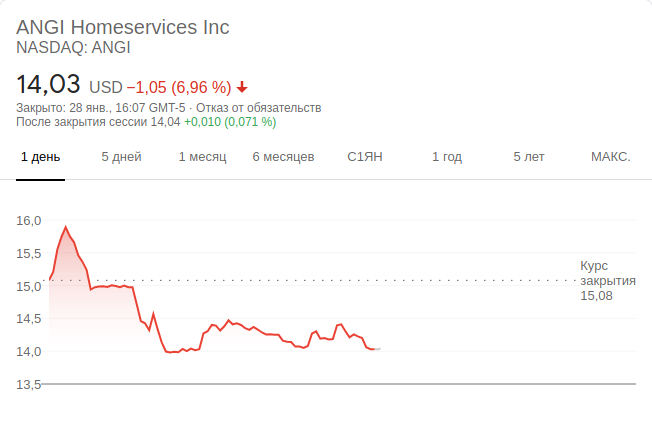 ANGI Homeservices Inc
NASDAQ: ANGI
14,03 USD −1,05 (6,96 %)
Закрыто: 28 янв., 16:07 GMT-5 · Отказ от обязательств
После закрытия сессии 14,04 +0,010 (0,071 %)
1 день 5 дней 1 месяц 6 месяцев С1ЯН 1 год 5 лет МАКС.
16,0
15,5
15,0
14,5
14,0
13,5
Курс
закрытия
15,08